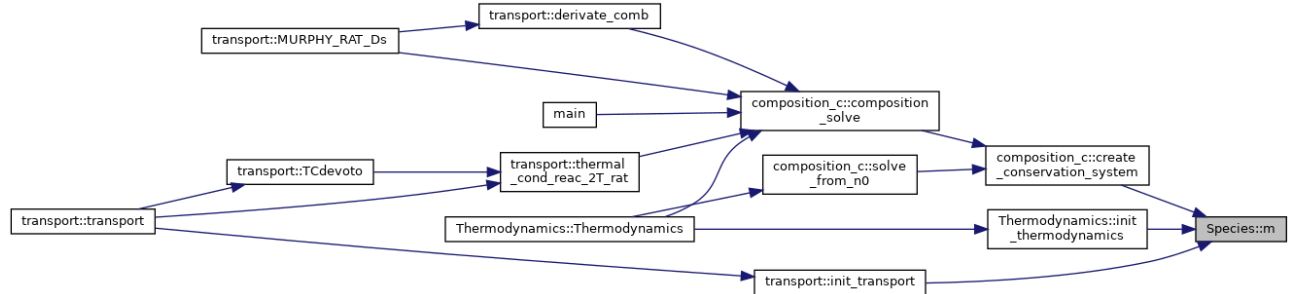 transport::derivate_comb
transport::MURPHY_RAT_Ds
composition_c::composition
_solve
main
composition_c::create
_conservation_system
transport::thermal
_cond_reac_2T_rat
composition_c::solve
_from_n0
transport::TCdevoto
transport::transport
Thermodynamics::Thermodynamics
Thermodynamics::init
_thermodynamics
Species::m
transport::init_transport